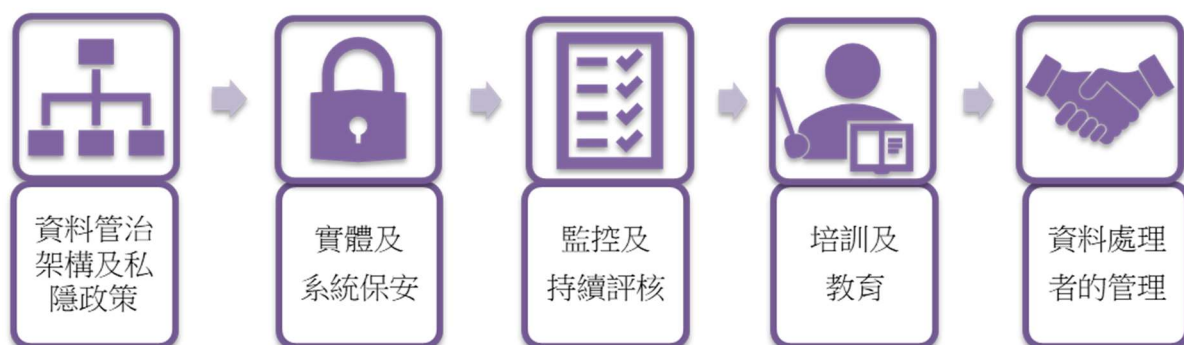 資料管治
架構及私
隱政策
實體及
系統保安
監控及
持續評核
培訓及
教育
資料處理
者的管理